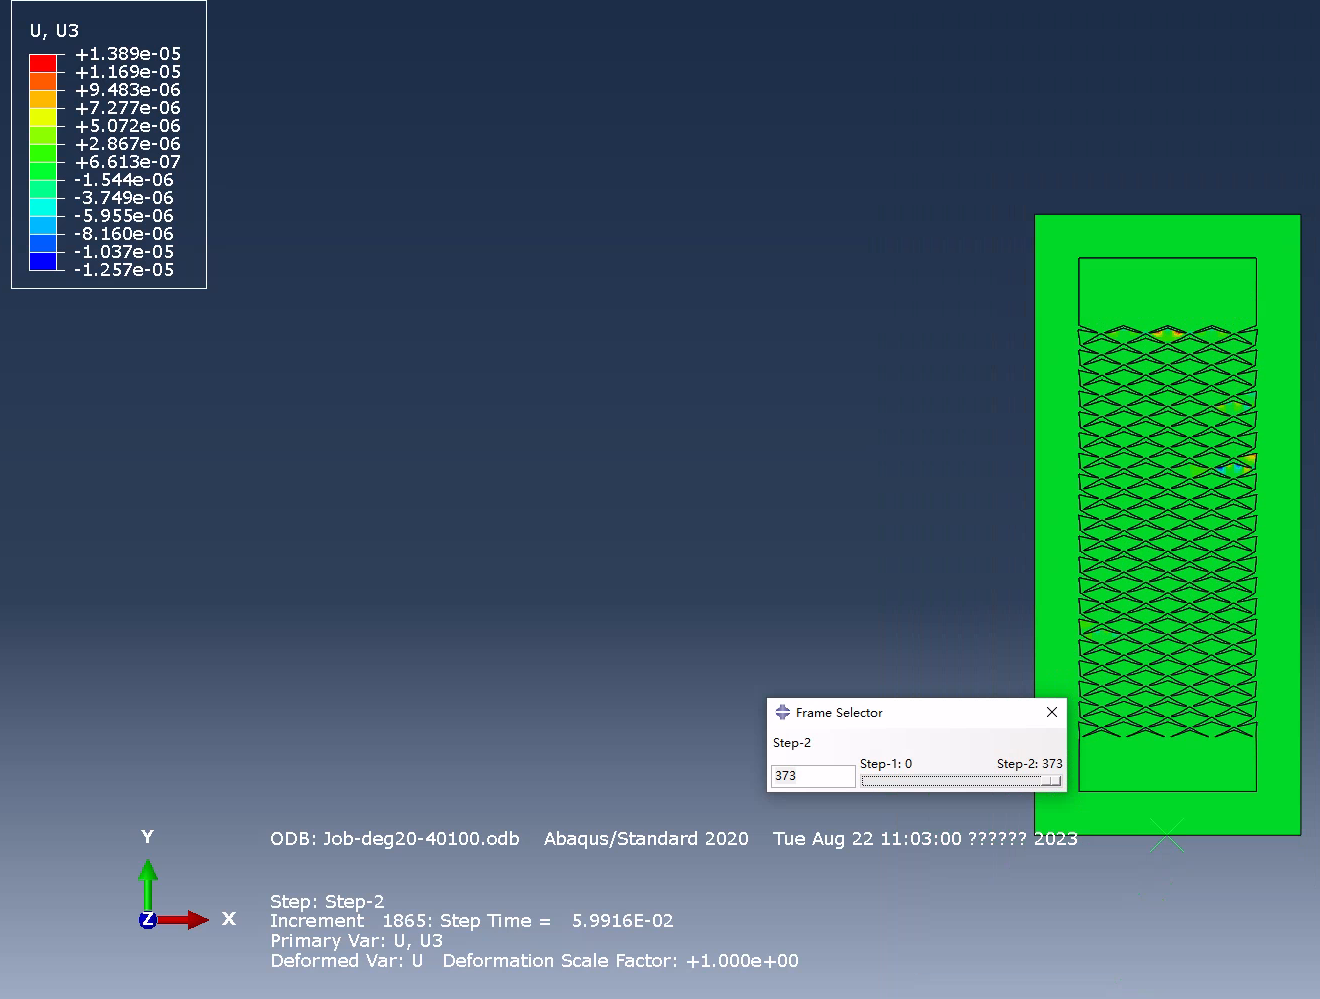 U, U3
+1.389e-05
+1.169e-05
+9.483e-06
+7.277e-06
+5.072e-06
+2.867e-06
+6.613e-07
-1.544e-06
-3.749e-06
-5.955e-06
-8.160e-06
-1.037e-05
-1.257e-05
Frame Selector
Step-2
Step-1: 0 Step-2: 373
373
Y
X
Z
ODB: Job-deg20-40100.odb Abaqus/Standard 2020 Tue Aug 22 11:03:00 ?????? 2023
Step: Step-2
Increment 1865: Step Time = 5.9916E-02
Primary Var: U, U3
Deformed Var: U Deformation Scale Factor: +1.000e+00